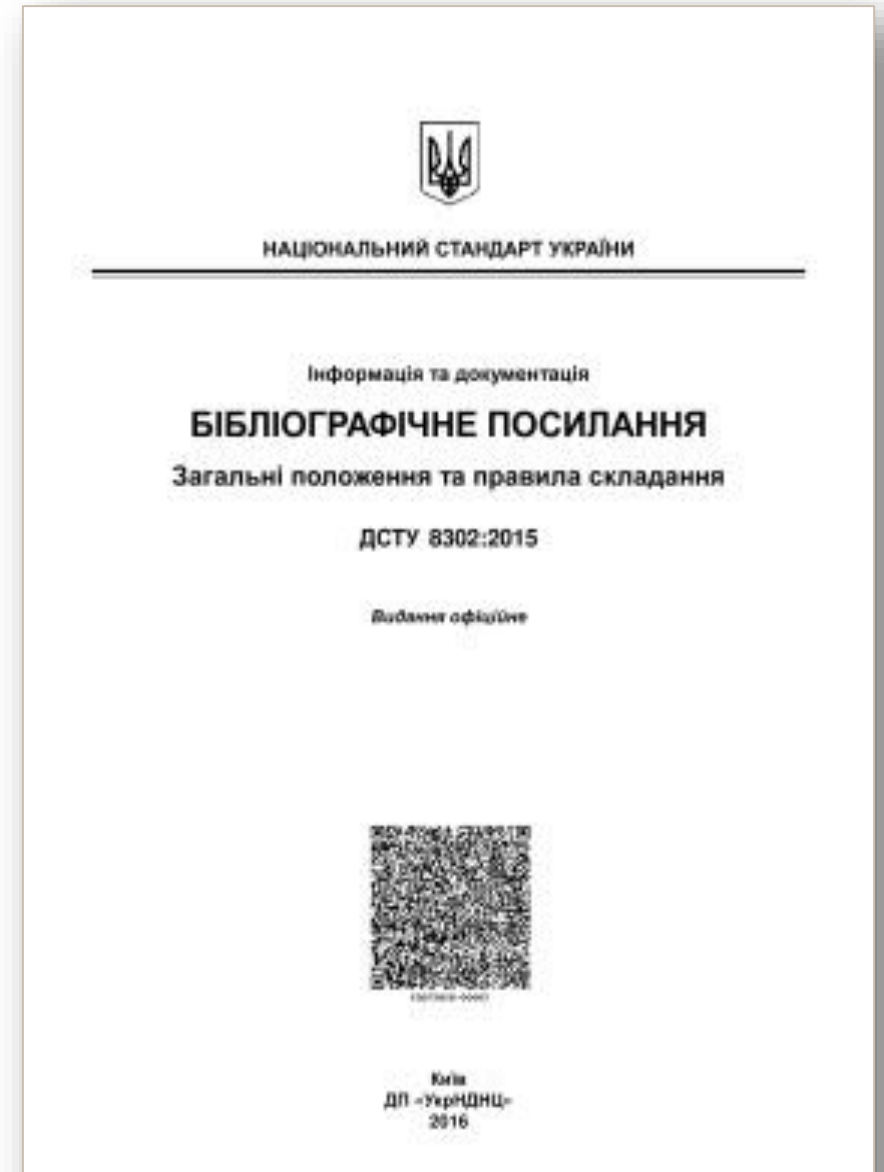 НАЦІОНАЛЬНИЙ СТАНДАРТ УКРАЇНИ
Інформація та документація
БІБЛІОГРАФІЧНЕ ПОСИЛАННЯ
Загальні положення та правила складання
ДСТУ 8302:2015
Видання офіційне
Київ
ДП «УкрНДНЦ»
2016